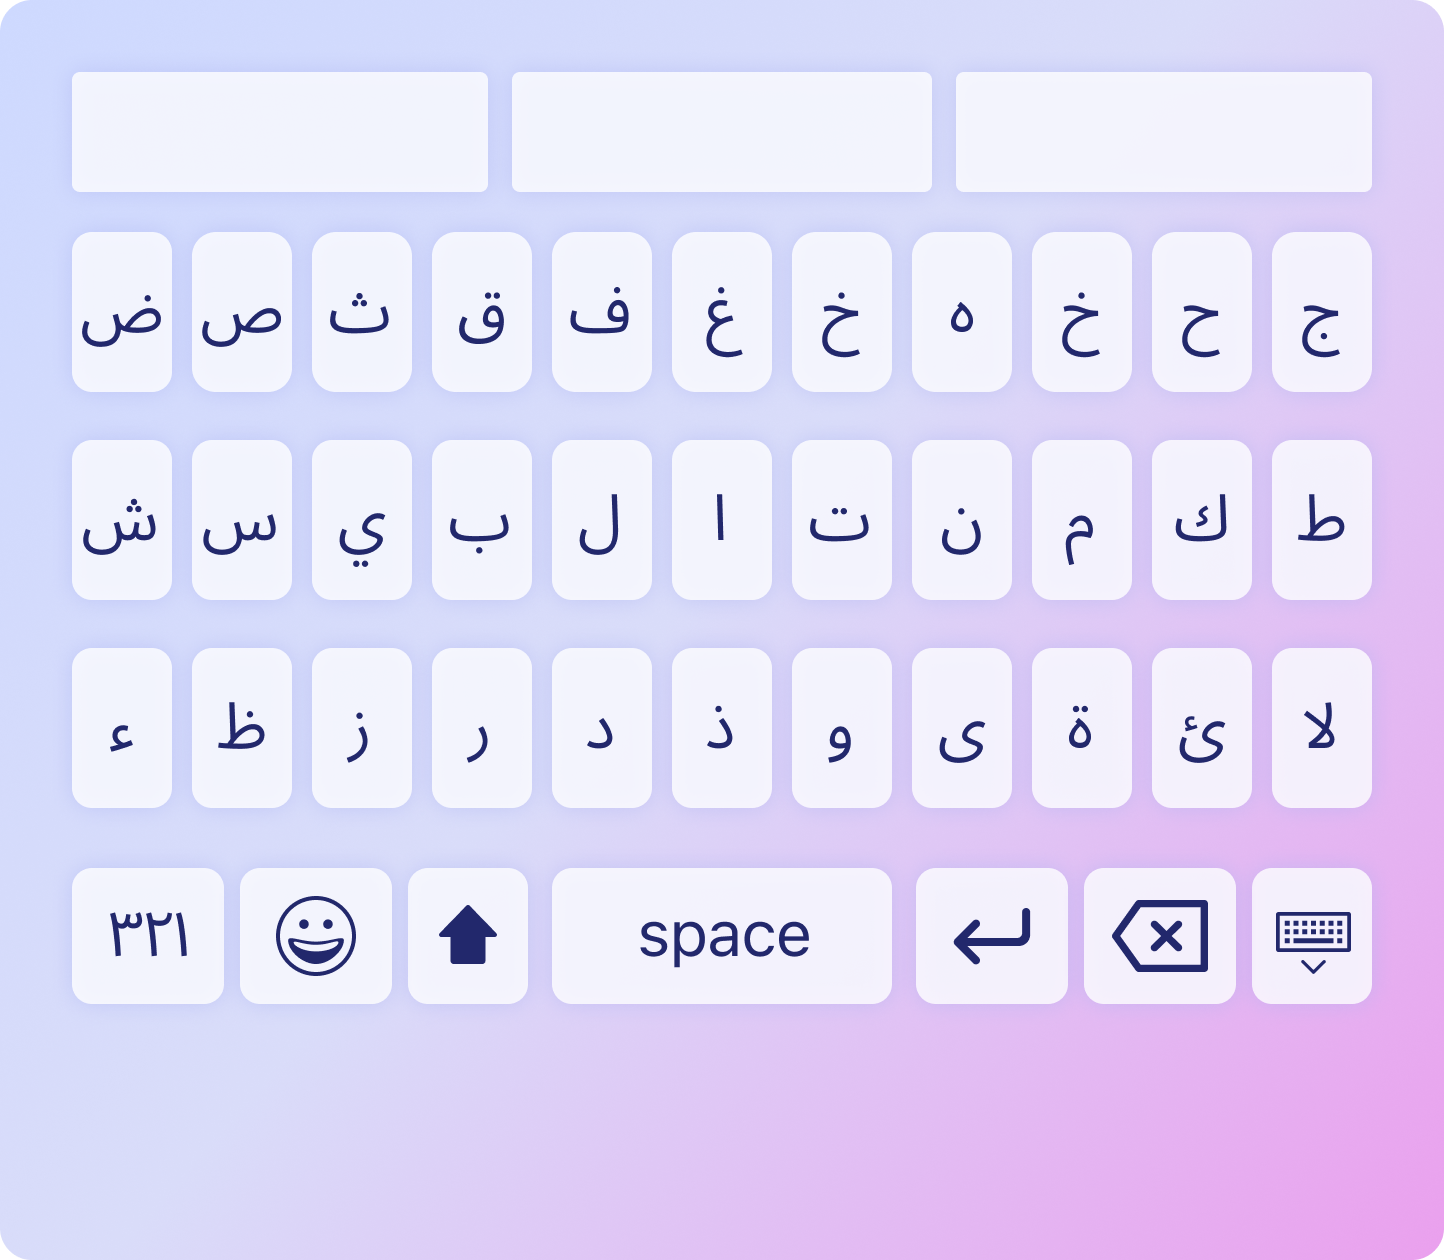 ض ص ث ق ف غ خ ه خ ح ج
ش س ي ب ل ا ت ن م ك ط
ء ظ ز ر د ذ و ى ة ئ لا
٣٢١ space